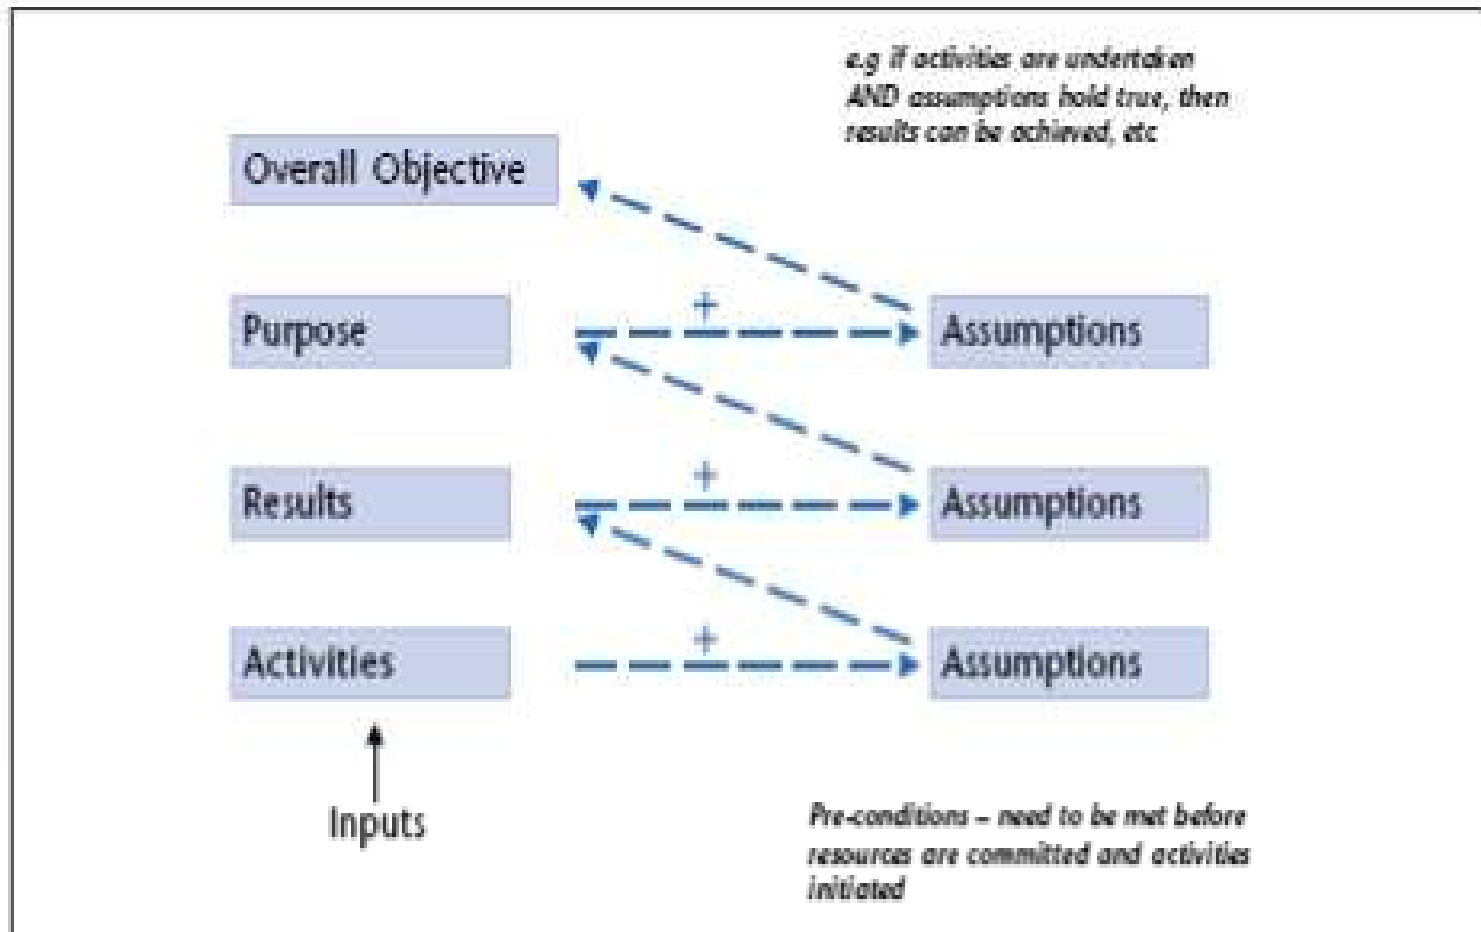 e.g if activities are undertaken
AND assumptions hold true, then
results can be achieved, etc
Overall Objective
+
Purpose
Assumptions
+
Results
Assumptions
+
Activities
Assumptions
Inputs
Pre-conditions – need to be met before
resources are committed and activities
initiated